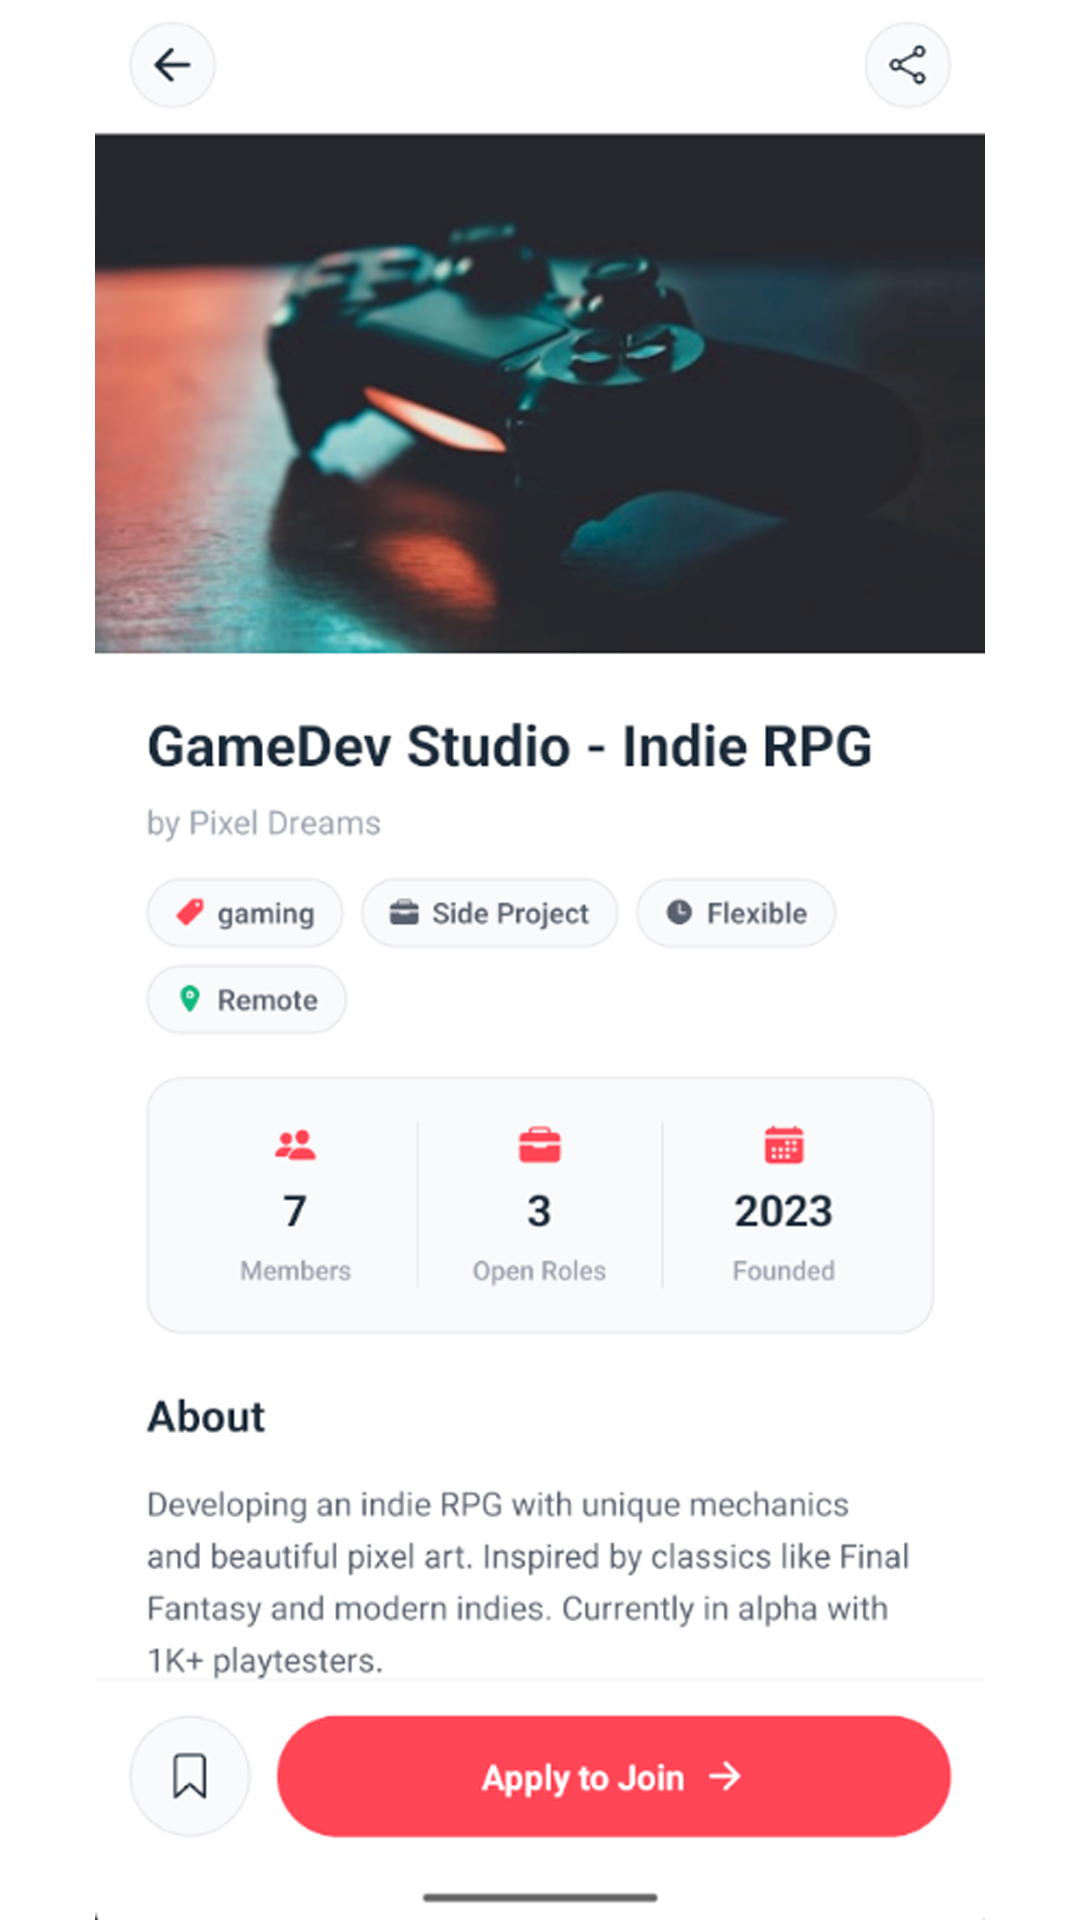 GameDev Studio - Indie RPG
by Pixel Dreams
gaming Side Project Flexible
Remote
7 3 2023
Members Open Roles Founded
About
Developing an indie RPG with unique mechanics
and beautiful pixel art. Inspired by classics like Final
Fantasy and modern indies. Currently in alpha with
1K+ playtesters.
Apply to Join